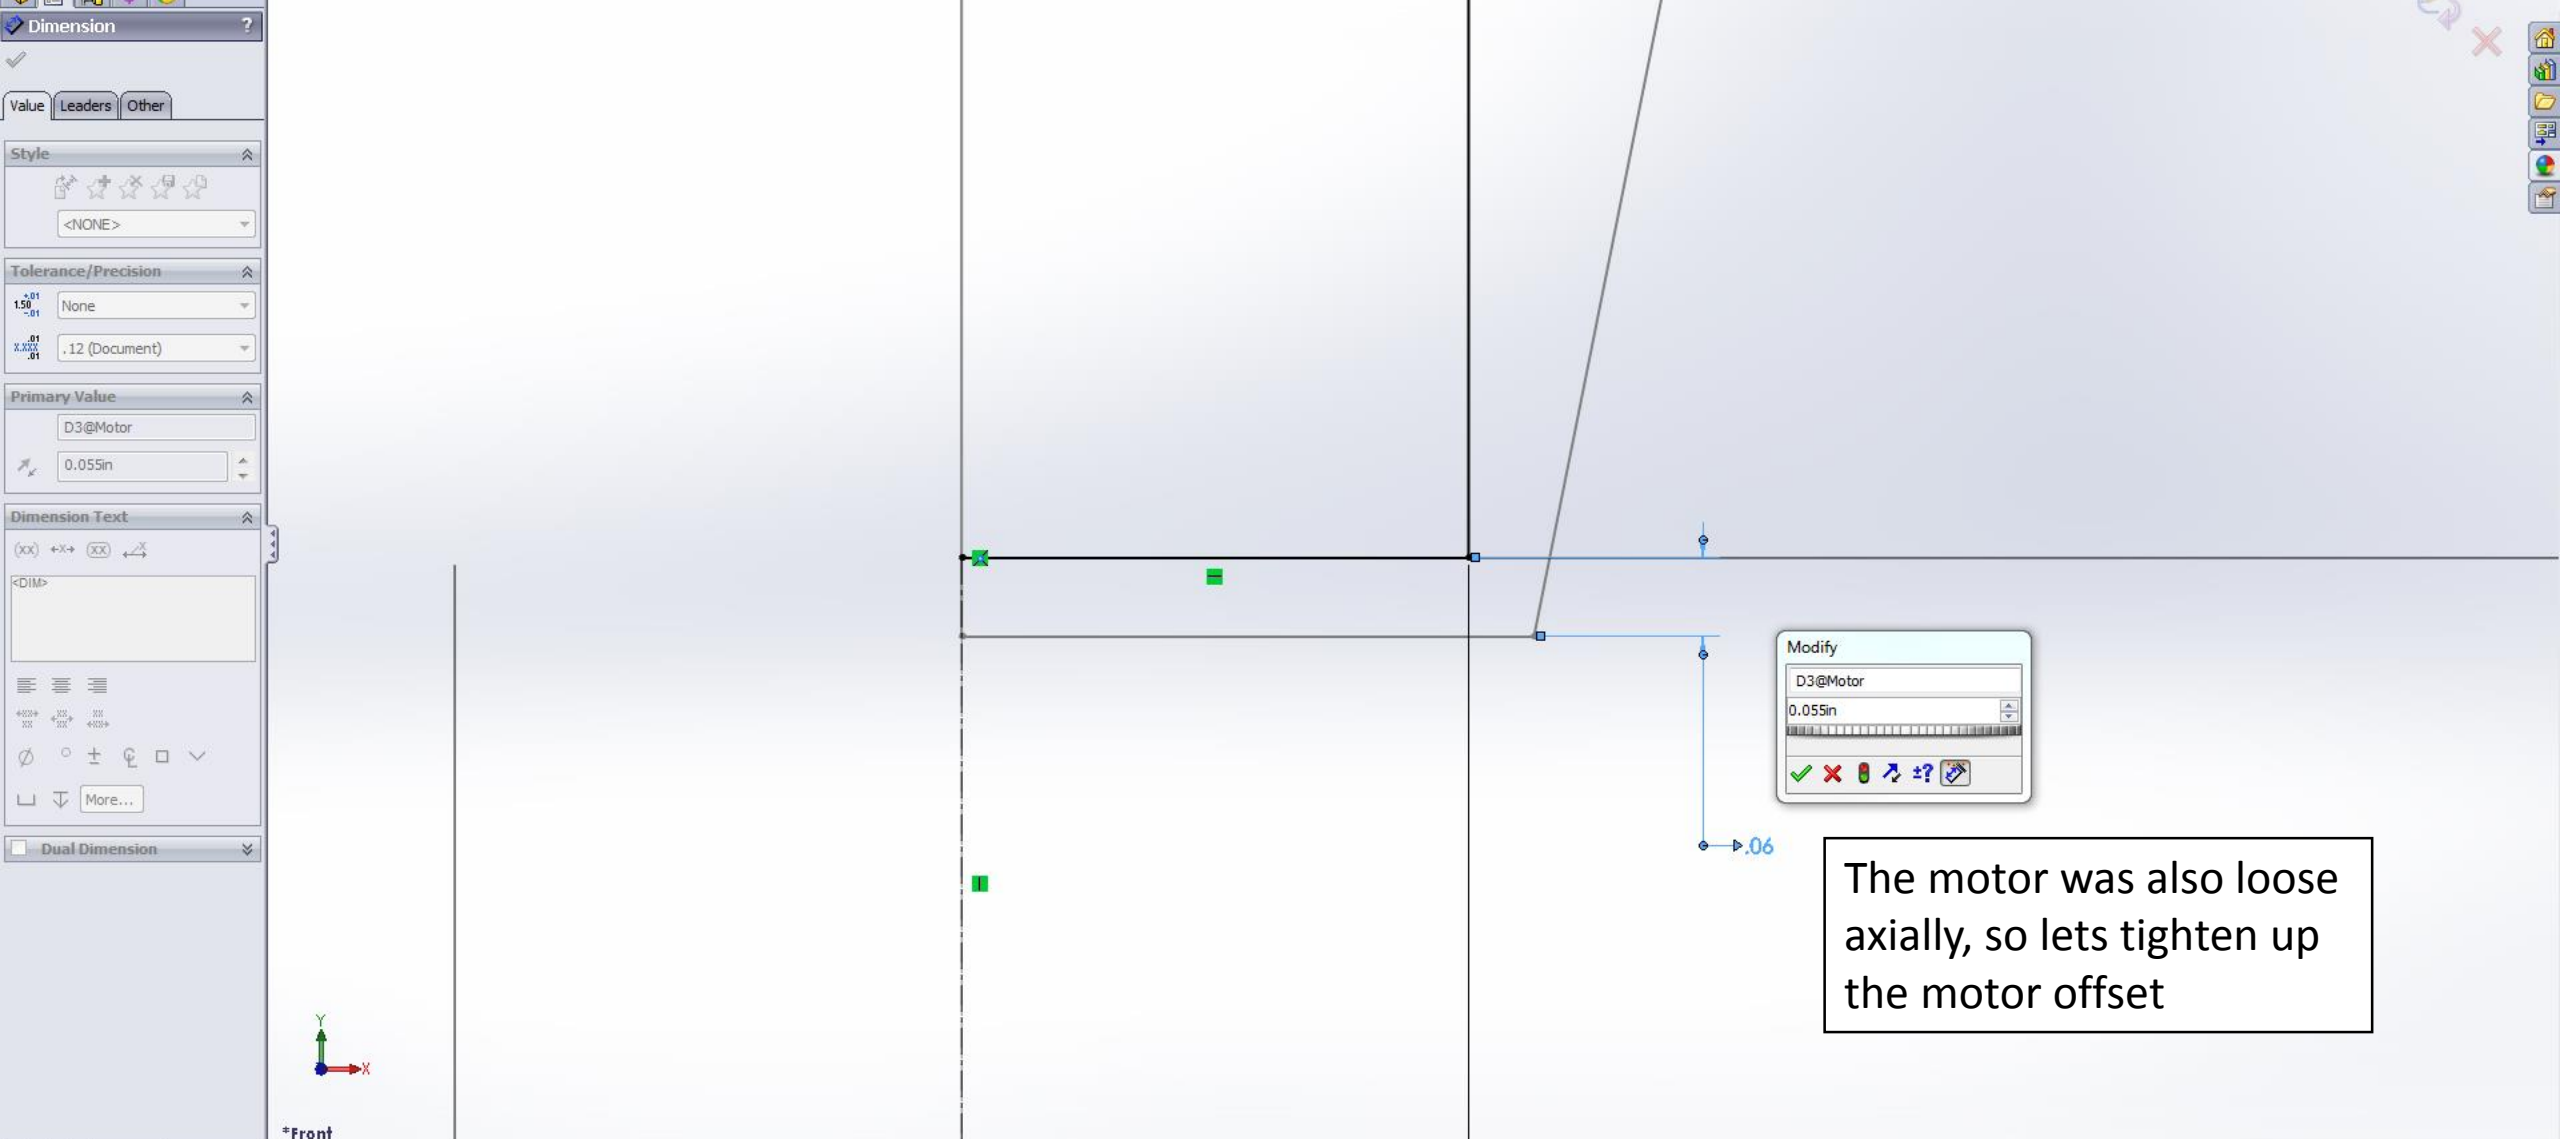 Dimension ?
Value Leaders Other
Style
<NONE>
Tolerance/Precision
None
.12 (Document)
Primary Value
D3@Motor
0.055in
Dimension Text
<DIM>
More...
Dual Dimension
Y
X
*Front
Modify
D3@Motor
0.055in
±?
.06
The motor was also loose
axially, so lets tighten up
the motor offset